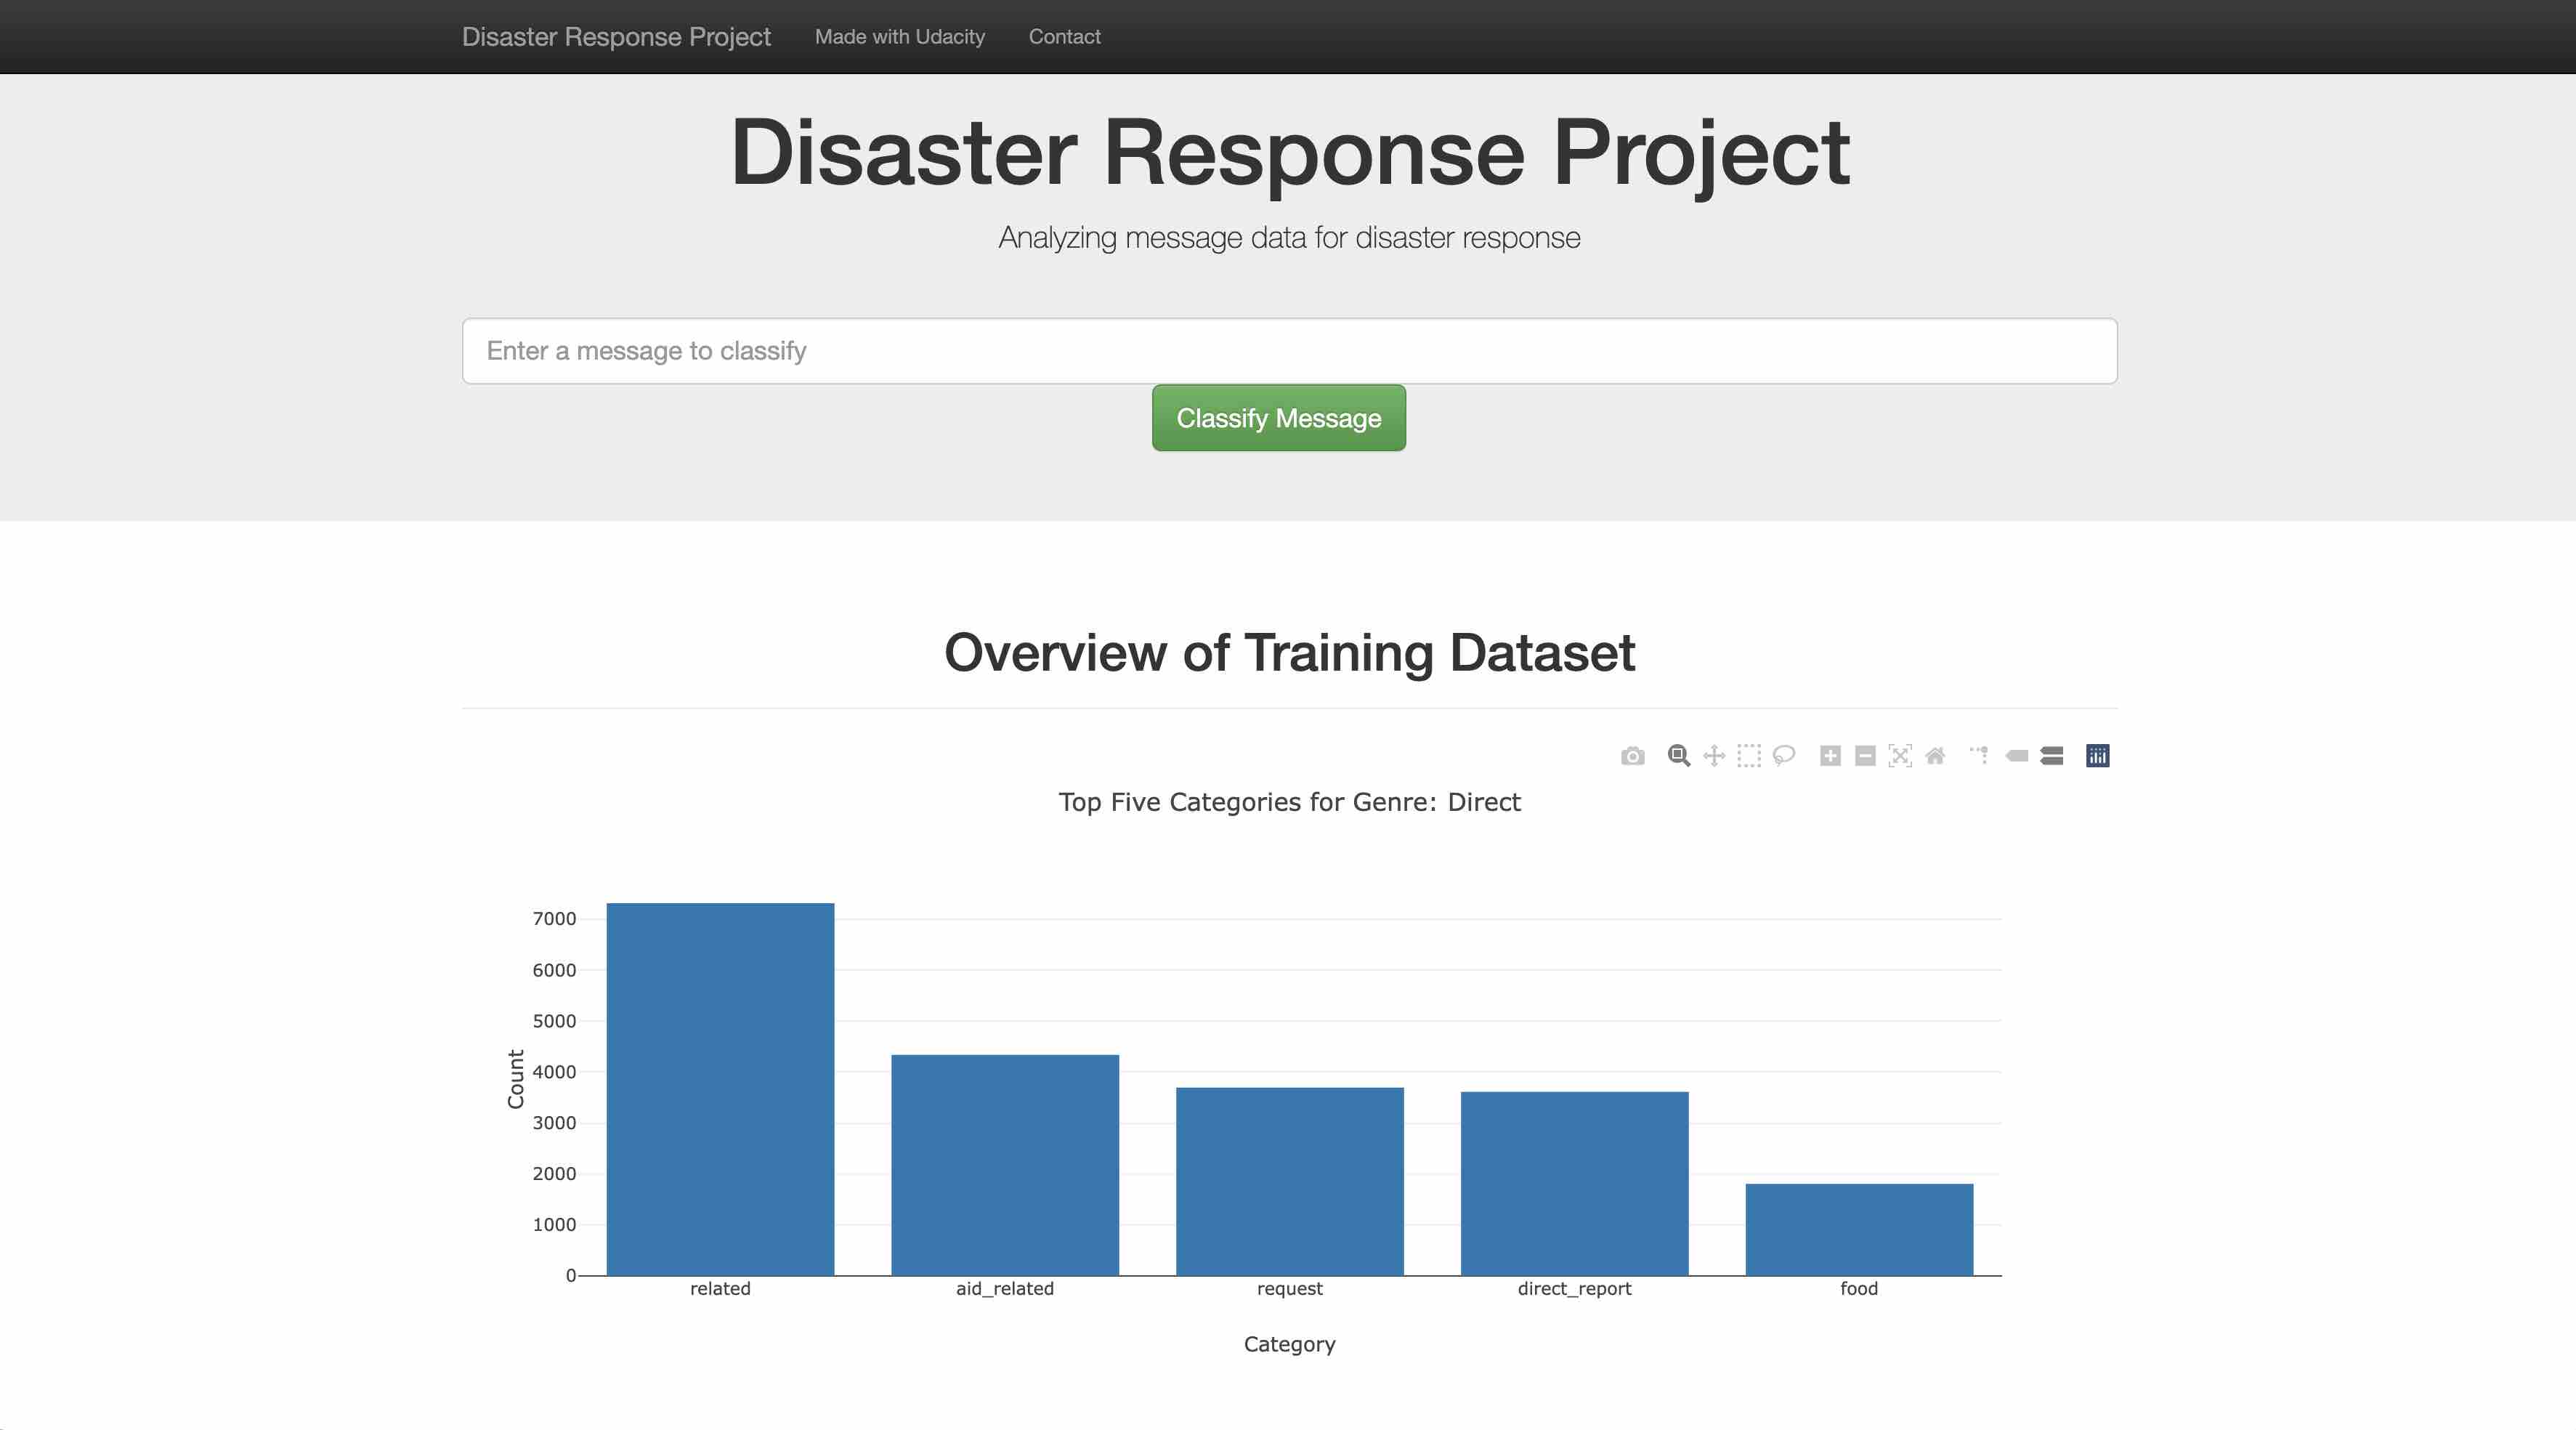 Disaster Response Project Made with Udacity Contact
Disaster Response Project
Analyzing message data for disaster response
Enter a message to classify
Classify Message
Overview of Training Dataset
Top Five Categories for Genre: Direct
7000
6000
5000
4000
3000
2000
1000
0
Count
related aid_related request direct_report food
Category